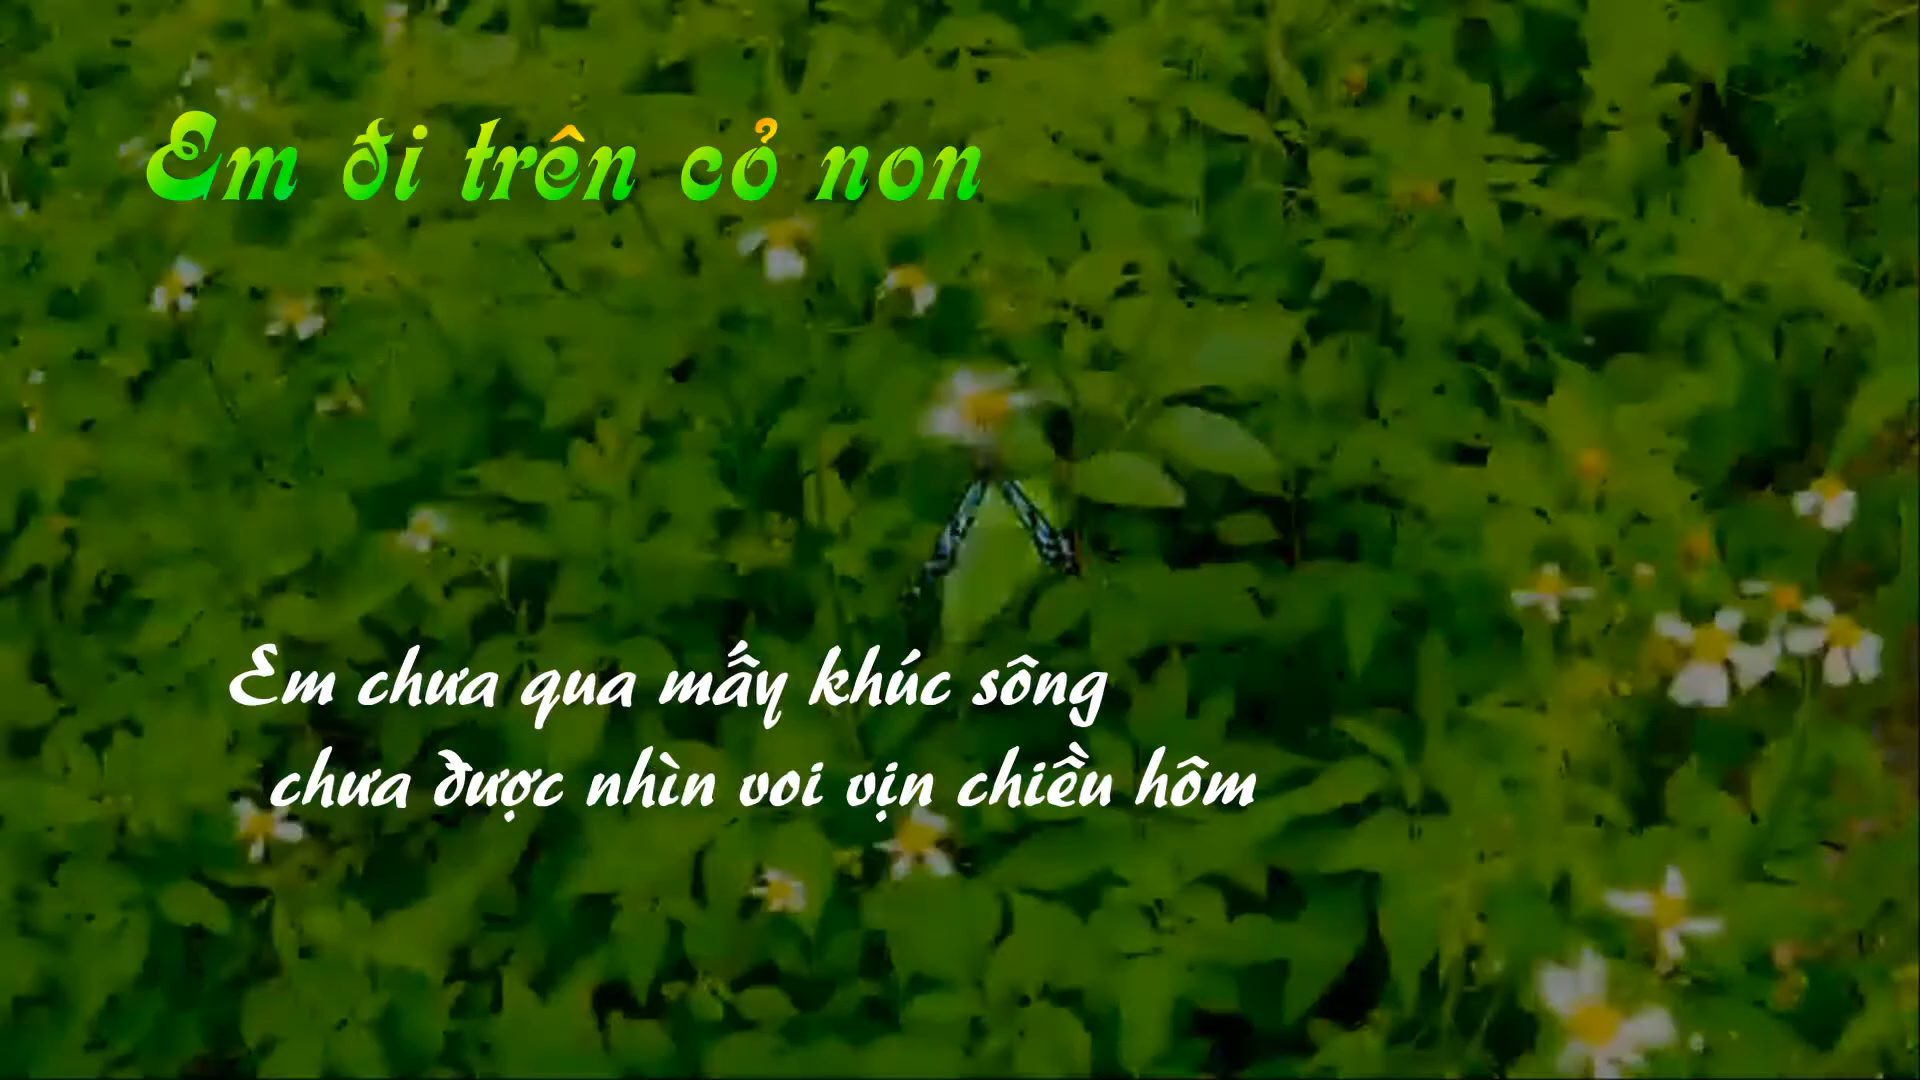 Em đi trên cỏ non
Em chưa qua mấy khúc sông
chưa được nhìn voi vịn chiều hôm